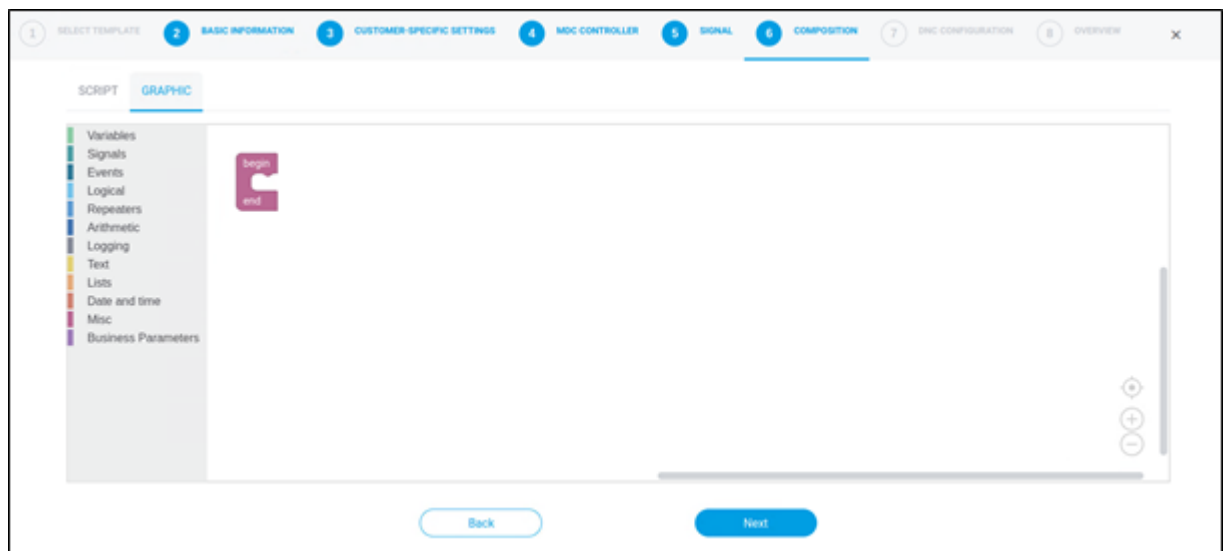 1 SELECT TEMPLATE 2 BASIC INFORMATION 3 CUSTOMER-SPECIFIC SETTINGS 4 MDC CONTROLLER 5 SIGNAL 6 COMPOSITION 7 DNC CONFIGURATION 8 OVERVIEW
SCRIPT GRAPHIC
Variables
Signals
Events
Logical
Repeaters
Arithmetic
Logging
Text
Lists
Date and time
Misc
Business Parameters
begin
end
Back Next